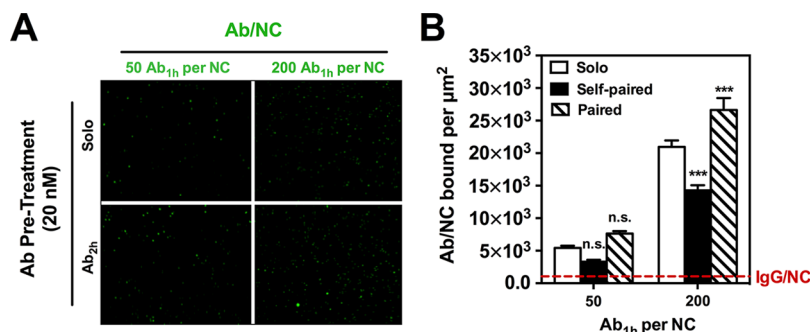 A
Ab/NC
50 Ab1h per NC
200 Ab1h per NC
Ab Pre-Treatment
(20 nM)
Solo
Ab2h
B
Ab/NC bound per µm²
35×10³
30×10³
25×10³
20×10³
15×10³
10×10³
5×10³
0.0
Solo
Self-paired
Paired
n.s.
n.s.
***
***
IgG/NC
50
200
Ab1h per NC